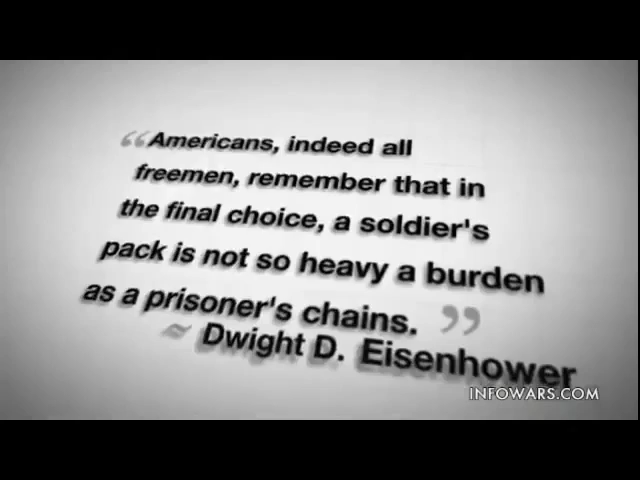 “Americans, indeed all
freemen, remember that in
the final choice, a soldier's
pack is not so heavy a burden
as a prisoner's chains. ”
~ Dwight D. Eisenhower
INFOWARS.COM